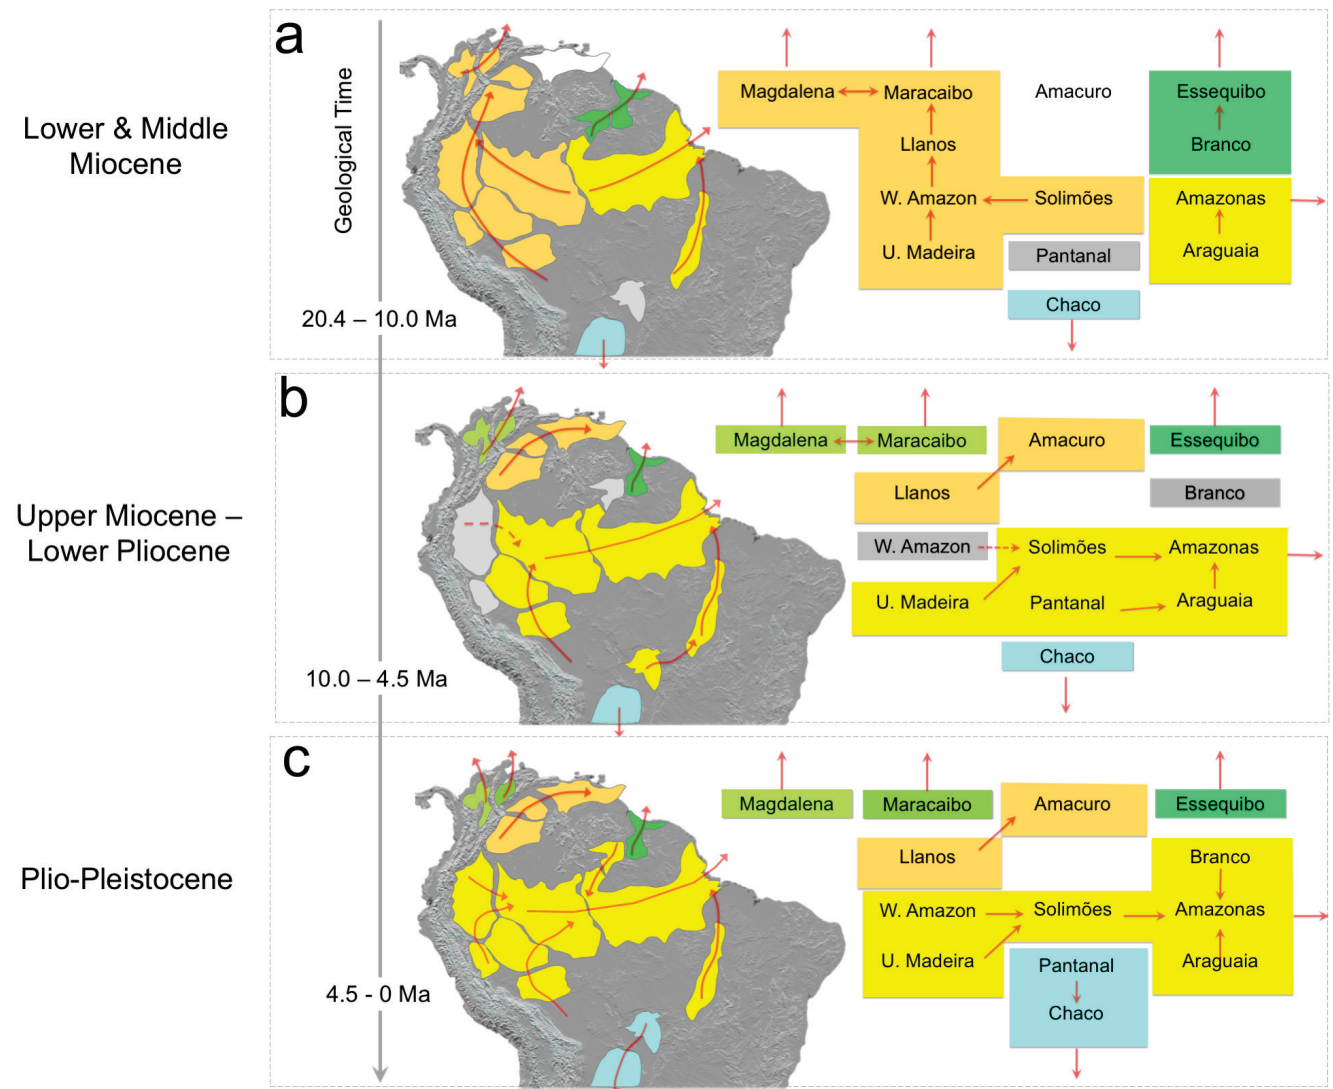 a
Lower & Middle
Miocene
Geological Time
20.4 – 10.0 Ma
Magdalena Maracaibo Amacuro Essequibo
Llanos Branco
W. Amazon Solimões Amazonas
U. Madeira Pantanal Araguaia
Chaco
b
Upper Miocene –
Lower Pliocene
10.0 – 4.5 Ma
Magdalena Maracaibo Amacuro Essequibo
Llanos Branco
W. Amazon Solimões Amazonas
U. Madeira Pantanal Araguaia
Chaco
c
Plio-Pleistocene
4.5 - 0 Ma
Magdalena Maracaibo Amacuro Essequibo
Llanos Branco
W. Amazon Solimões Amazonas
U. Madeira Pantanal Araguaia
Chaco